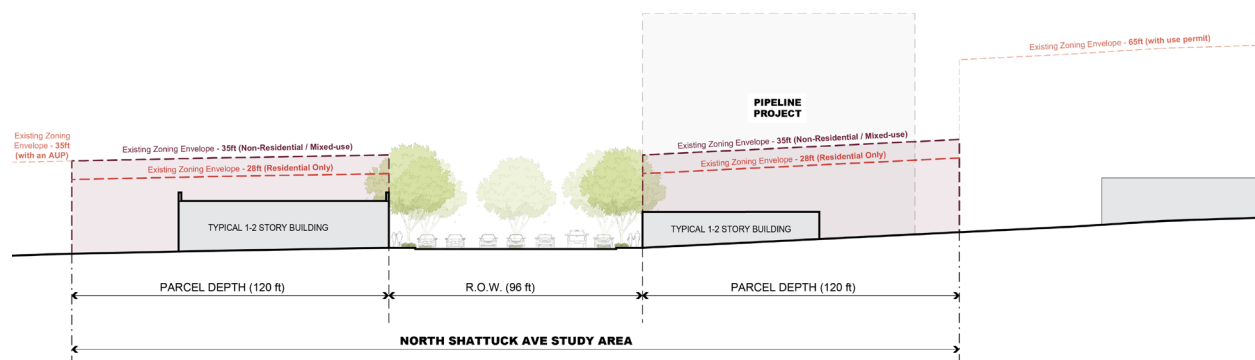 Existing Zoning Envelope - 65ft (with use permit)
PIPELINE
PROJECT
Existing Zoning
Envelope - 35ft
(with an AUP)
Existing Zoning Envelope - 35ft (Non-Residential / Mixed-use)
Existing Zoning Envelope - 28ft (Residential Only)
Existing Zoning Envelope - 35ft (Non-Residential / Mixed-use)
Existing Zoning Envelope - 28ft (Residential Only)
TYPICAL 1-2 STORY BUILDING
TYPICAL 1-2 STORY BUILDING
PARCEL DEPTH (120 ft)
R.O.W. (96 ft)
PARCEL DEPTH (120 ft)
NORTH SHATTUCK AVE STUDY AREA